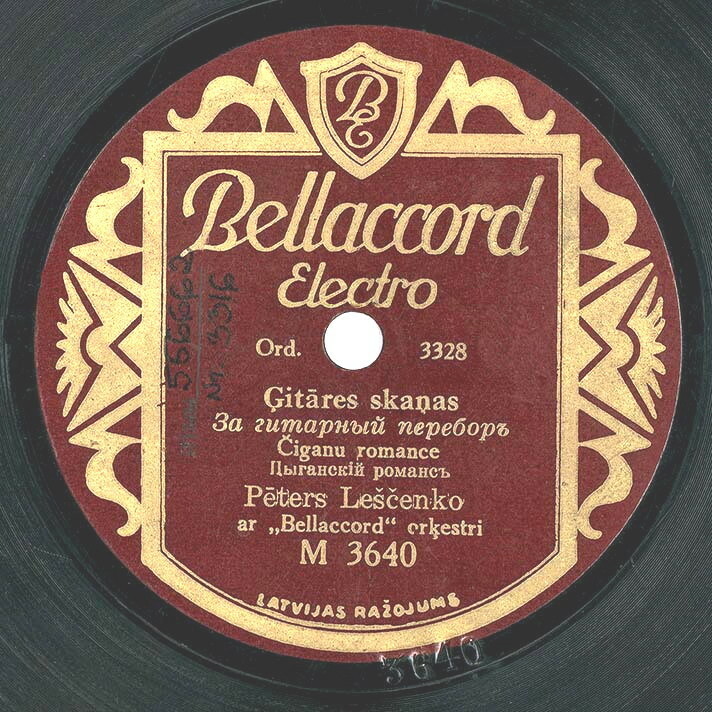 B
E
Bellaccord
Electro
Ord. 3328
Ģitāres skaņas
За гитарный переборъ
Čiganu romance
Цыганскій романсъ
Pēters Leščenko
ar „Bellaccord“ orķestri
M 3640
LATVIJAS RAŽOJUMS
3640